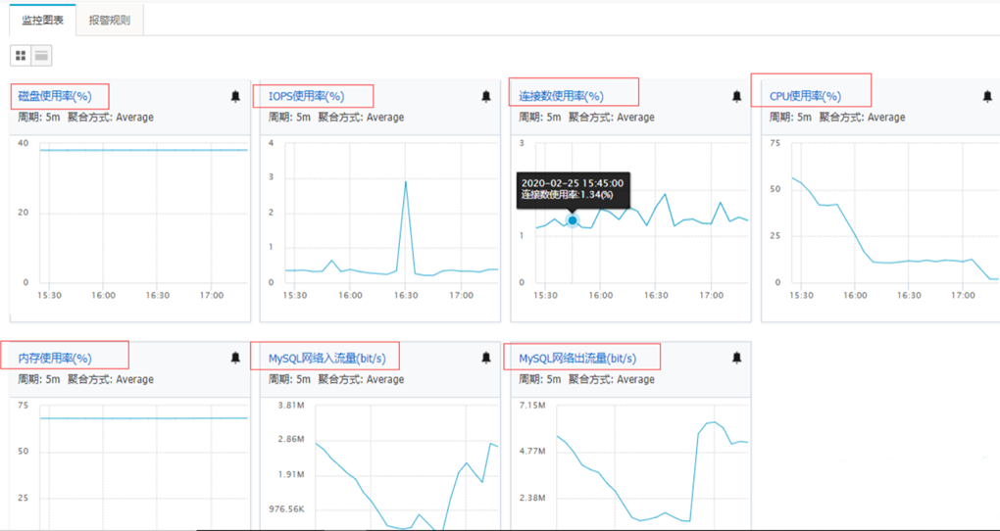 监控图表 报警规则
磁盘使用率(%)
周期: 5m 聚合方式: Average
40
20
0
15:30 16:00 16:30 17:00
IOPS使用率(%)
周期: 5m 聚合方式: Average
4
3
2
1
0
15:30 16:00 16:30 17:00
连接数使用率(%)
周期: 5m 聚合方式: Average
3
2020-02-25 15:45:00
连接数使用率:1.34(%)
1
0
15:30 16:00 16:30 17:00
CPU使用率(%)
周期: 5m 聚合方式: Average
75
50
25
0
15:30 16:00 16:30 17:00
内存使用率(%)
周期: 5m 聚合方式: Average
75
50
25
MySQL网络入流量(bit/s)
周期: 5m 聚合方式: Average
3.81M
2.86M
1.91M
976.56K
MySQL网络出流量(bit/s)
周期: 5m 聚合方式: Average
7.15M
4.77M
2.38M